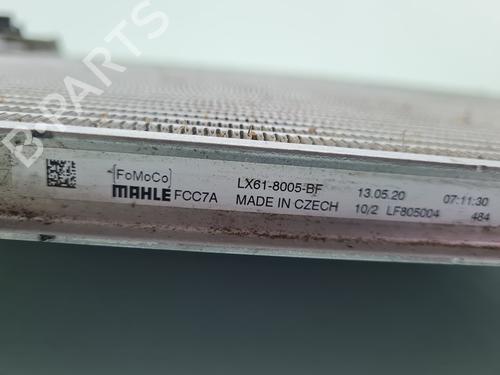 B PARTS
[FoMoCo]
MAHLE FCC7A
LX61-8005-BF
MADE IN CZECH
13.05.20 07:11:30
10/2 LF805004 484